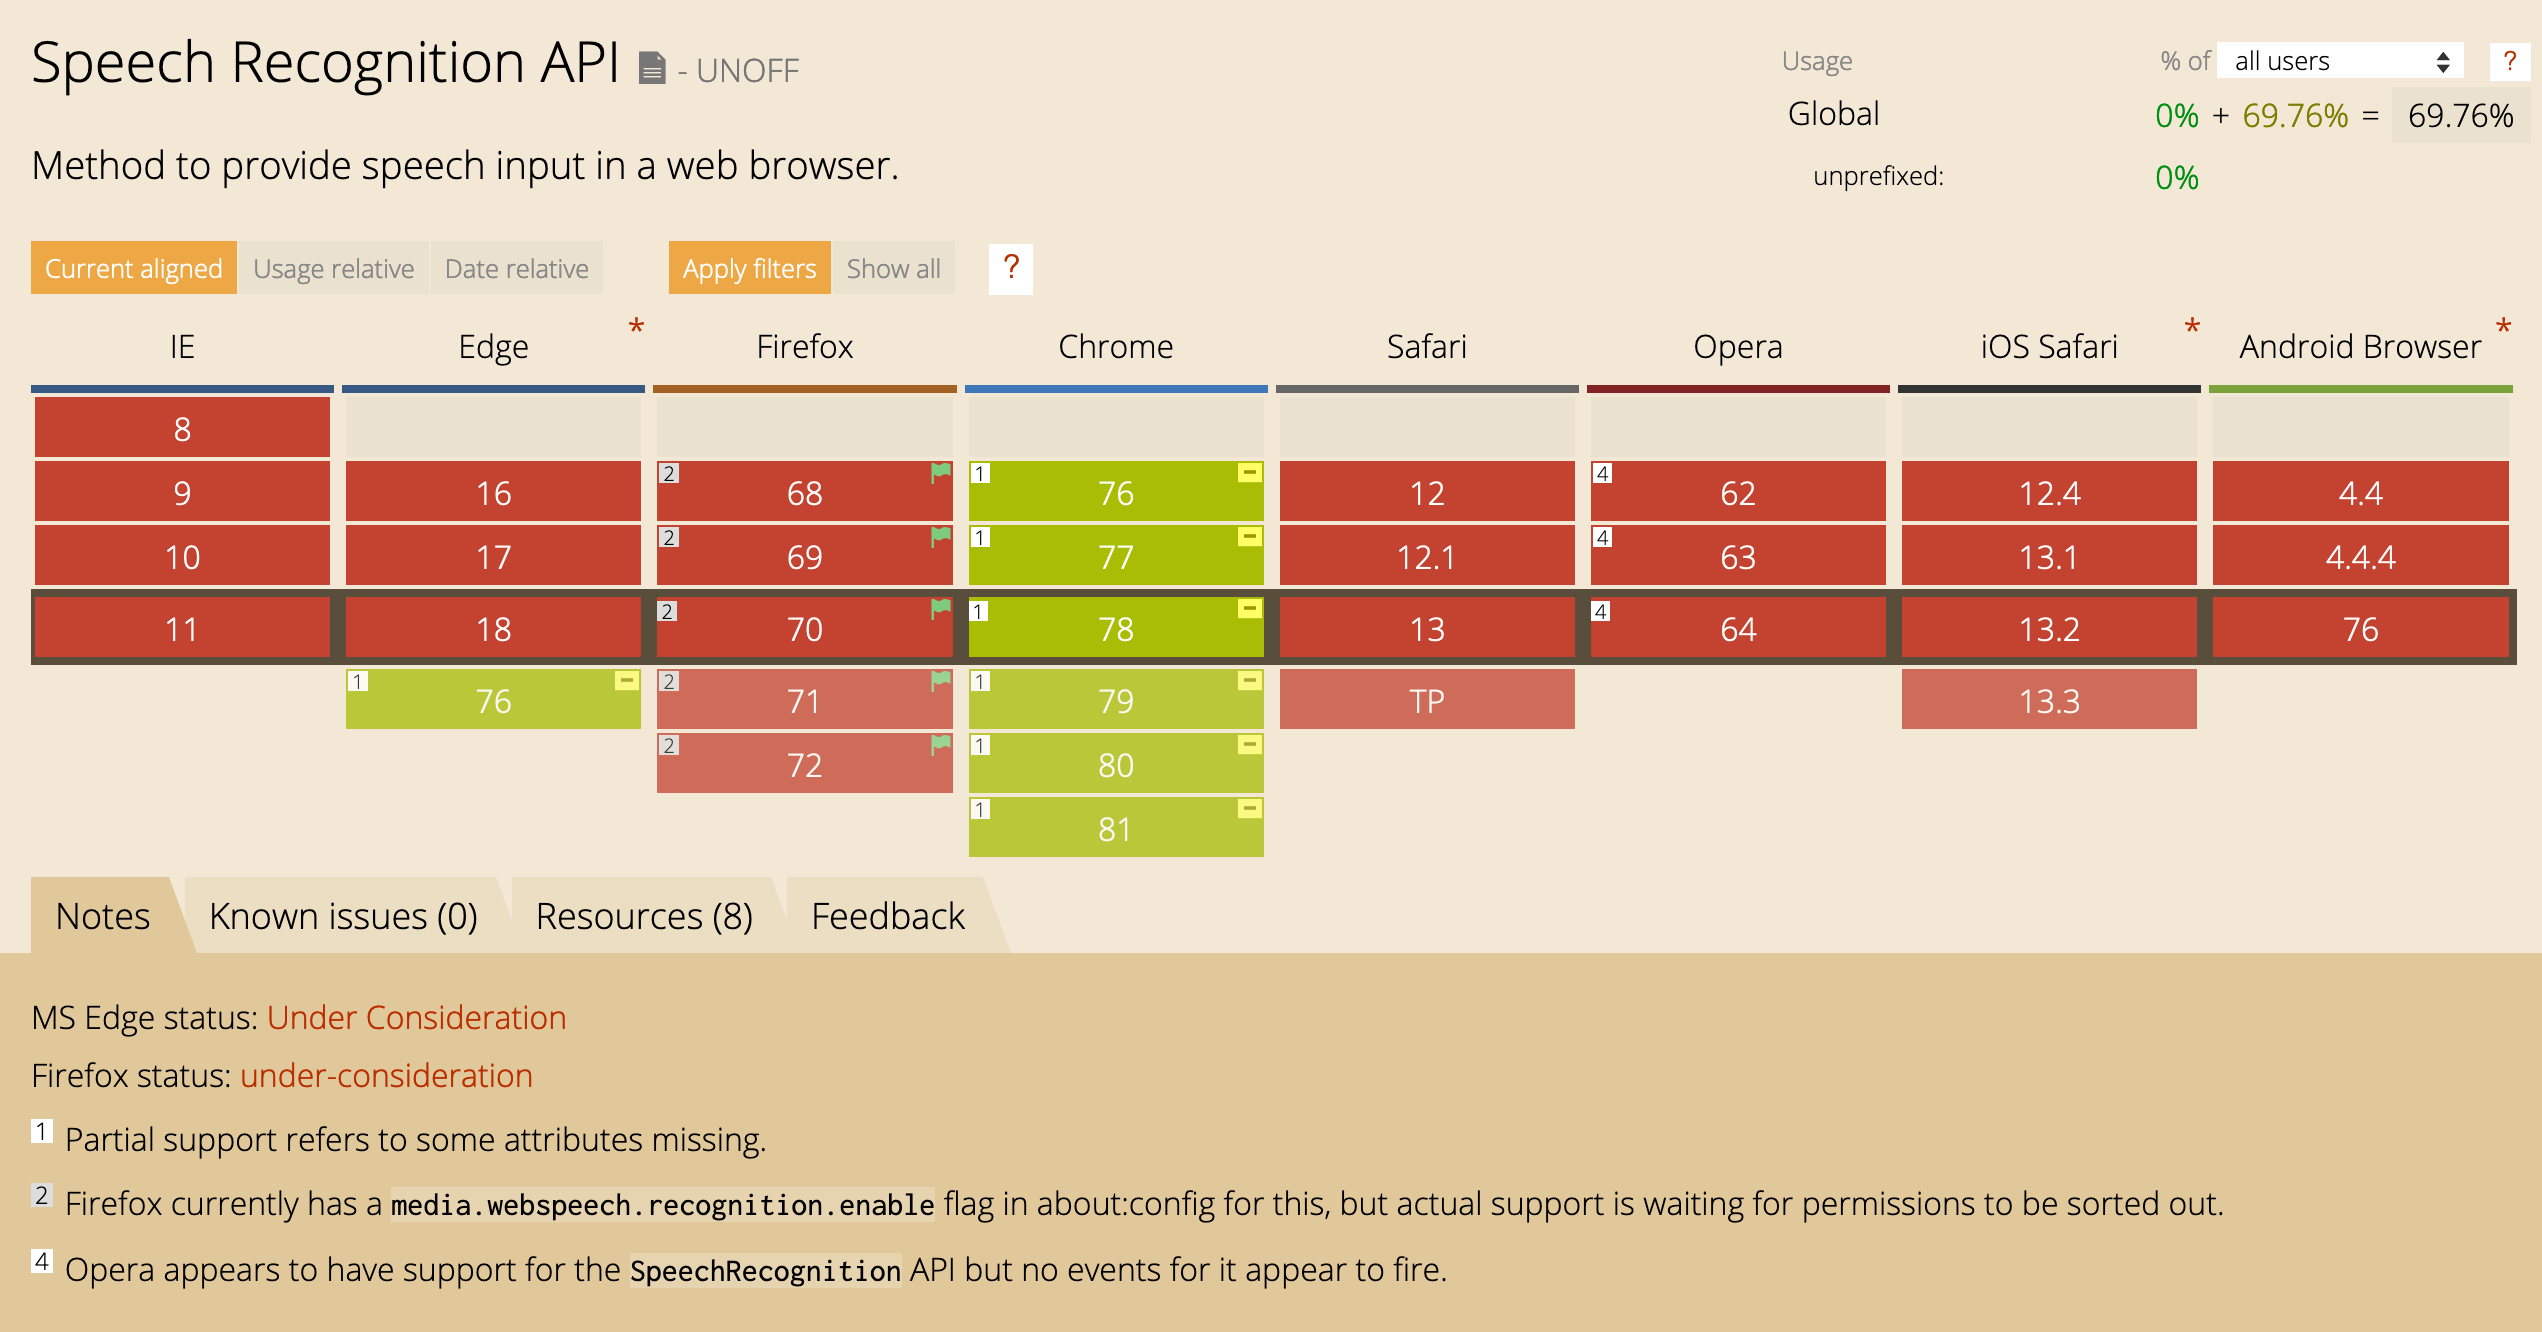 Speech Recognition API - UNOFF
Usage % of all users ?
Global 0% + 69.76% = 69.76%
Method to provide speech input in a web browser.
unprefixed: 0%
Current aligned Usage relative Date relative Apply filters Show all ?
IE Edge * Firefox Chrome Safari Opera iOS Safari * Android Browser *
8
9 16 2 68 1 76 12 4 62 12.4 4.4
10 17 2 69 1 77 12.1 4 63 13.1 4.4.4
11 18 2 70 1 78 13 4 64 13.2 76
1 76 2 71 1 79 TP 13.3
2 72 1 80
1 81
Notes Known issues (0) Resources (8) Feedback
MS Edge status: Under Consideration
Firefox status: under-consideration
1 Partial support refers to some attributes missing.
2 Firefox currently has a media.webspeech.recognition.enable flag in about:config for this, but actual support is waiting for permissions to be sorted out.
4 Opera appears to have support for the SpeechRecognition API but no events for it appear to fire.